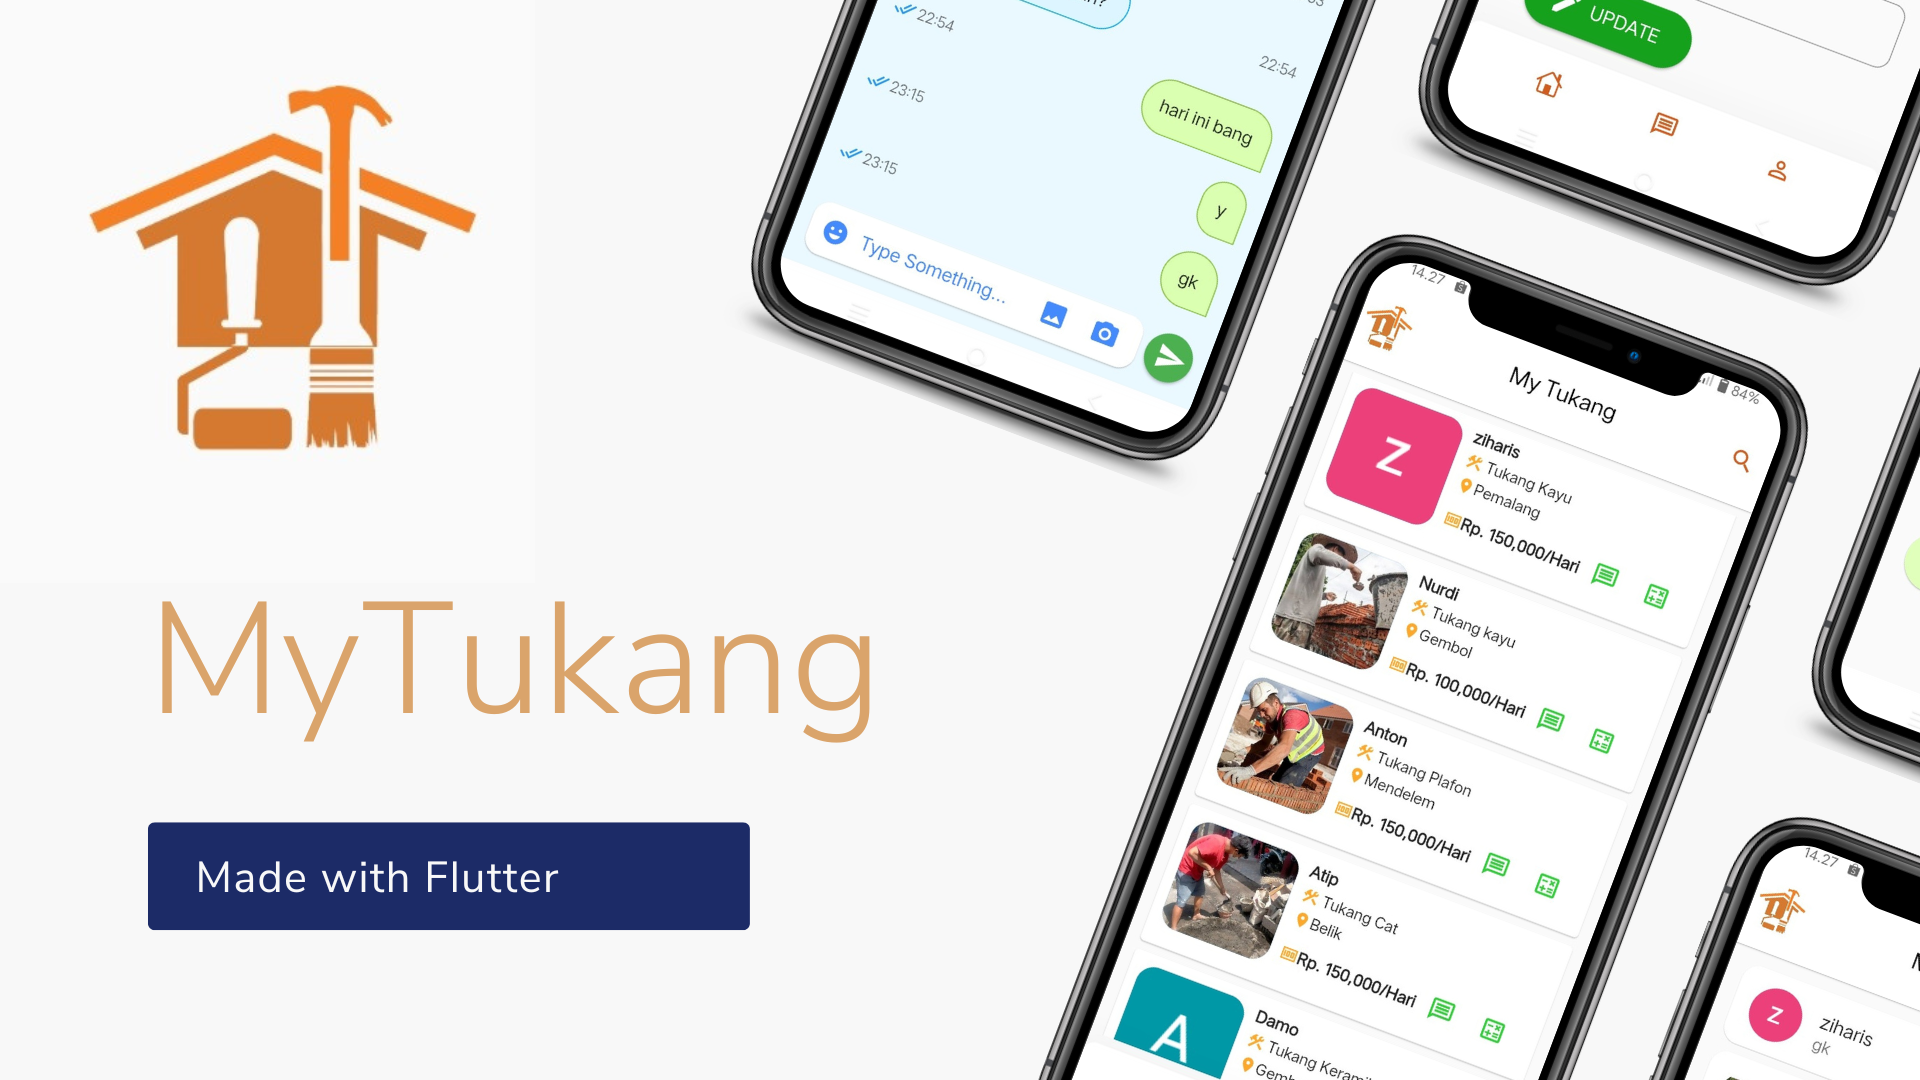 MyTukang
Made with Flutter
22:54
22:54
23:15
hari ini bang
23:15
y
gk
Type Something...
UPDATE
14.27
84%
My Tukang
Z
ziharis
Tukang Kayu
Pemalang
Rp. 150,000/Hari
Nurdi
Tukang kayu
Gembol
Rp. 100,000/Hari
Anton
Tukang Plafon
Mendelem
Rp. 150,000/Hari
Atip
Tukang Cat
Belik
Rp. 150,000/Hari
A
Damo
14.27
Z
ziharis
gk